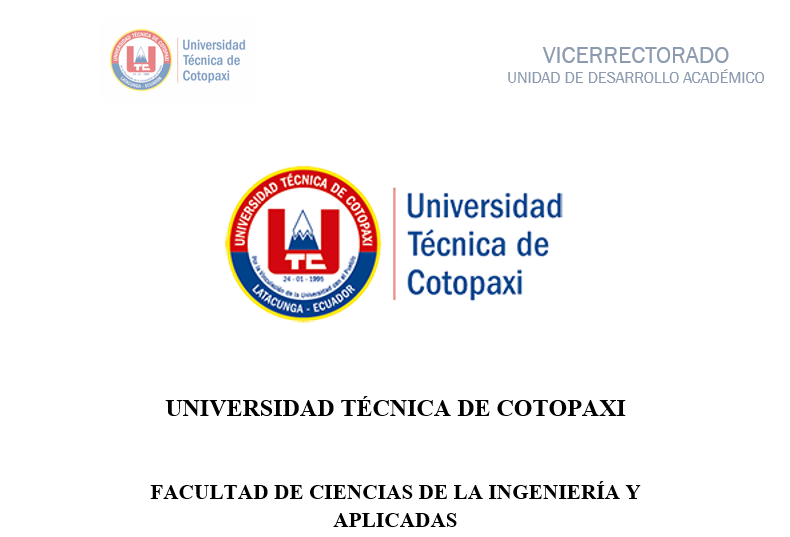 Universidad
Técnica de
Cotopaxi
VICERRECTORADO
UNIDAD DE DESARROLLO ACADÉMICO
UNIVERSIDAD TÉCNICA DE COTOPAXI
UTC
24 - 01 - 1995
Por la Vinculación de la Universidad con el Pueblo
LATACUNGA - ECUADOR
Universidad
Técnica de
Cotopaxi
UNIVERSIDAD TÉCNICA DE COTOPAXI
FACULTAD DE CIENCIAS DE LA INGENIERÍA Y
APLICADAS